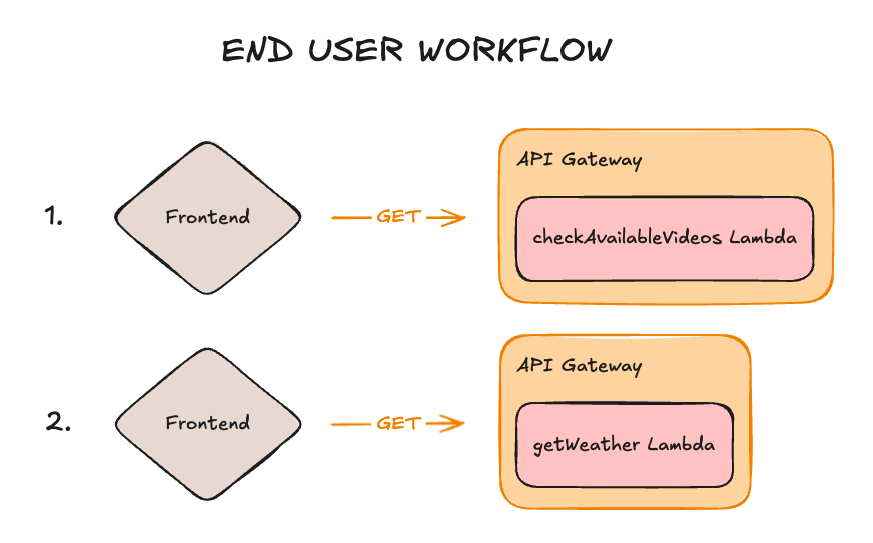 END USER WORKFLOW
1.
Frontend
GET
API Gateway
checkAvailableVideos Lambda
2.
Frontend
GET
API Gateway
getWeather Lambda